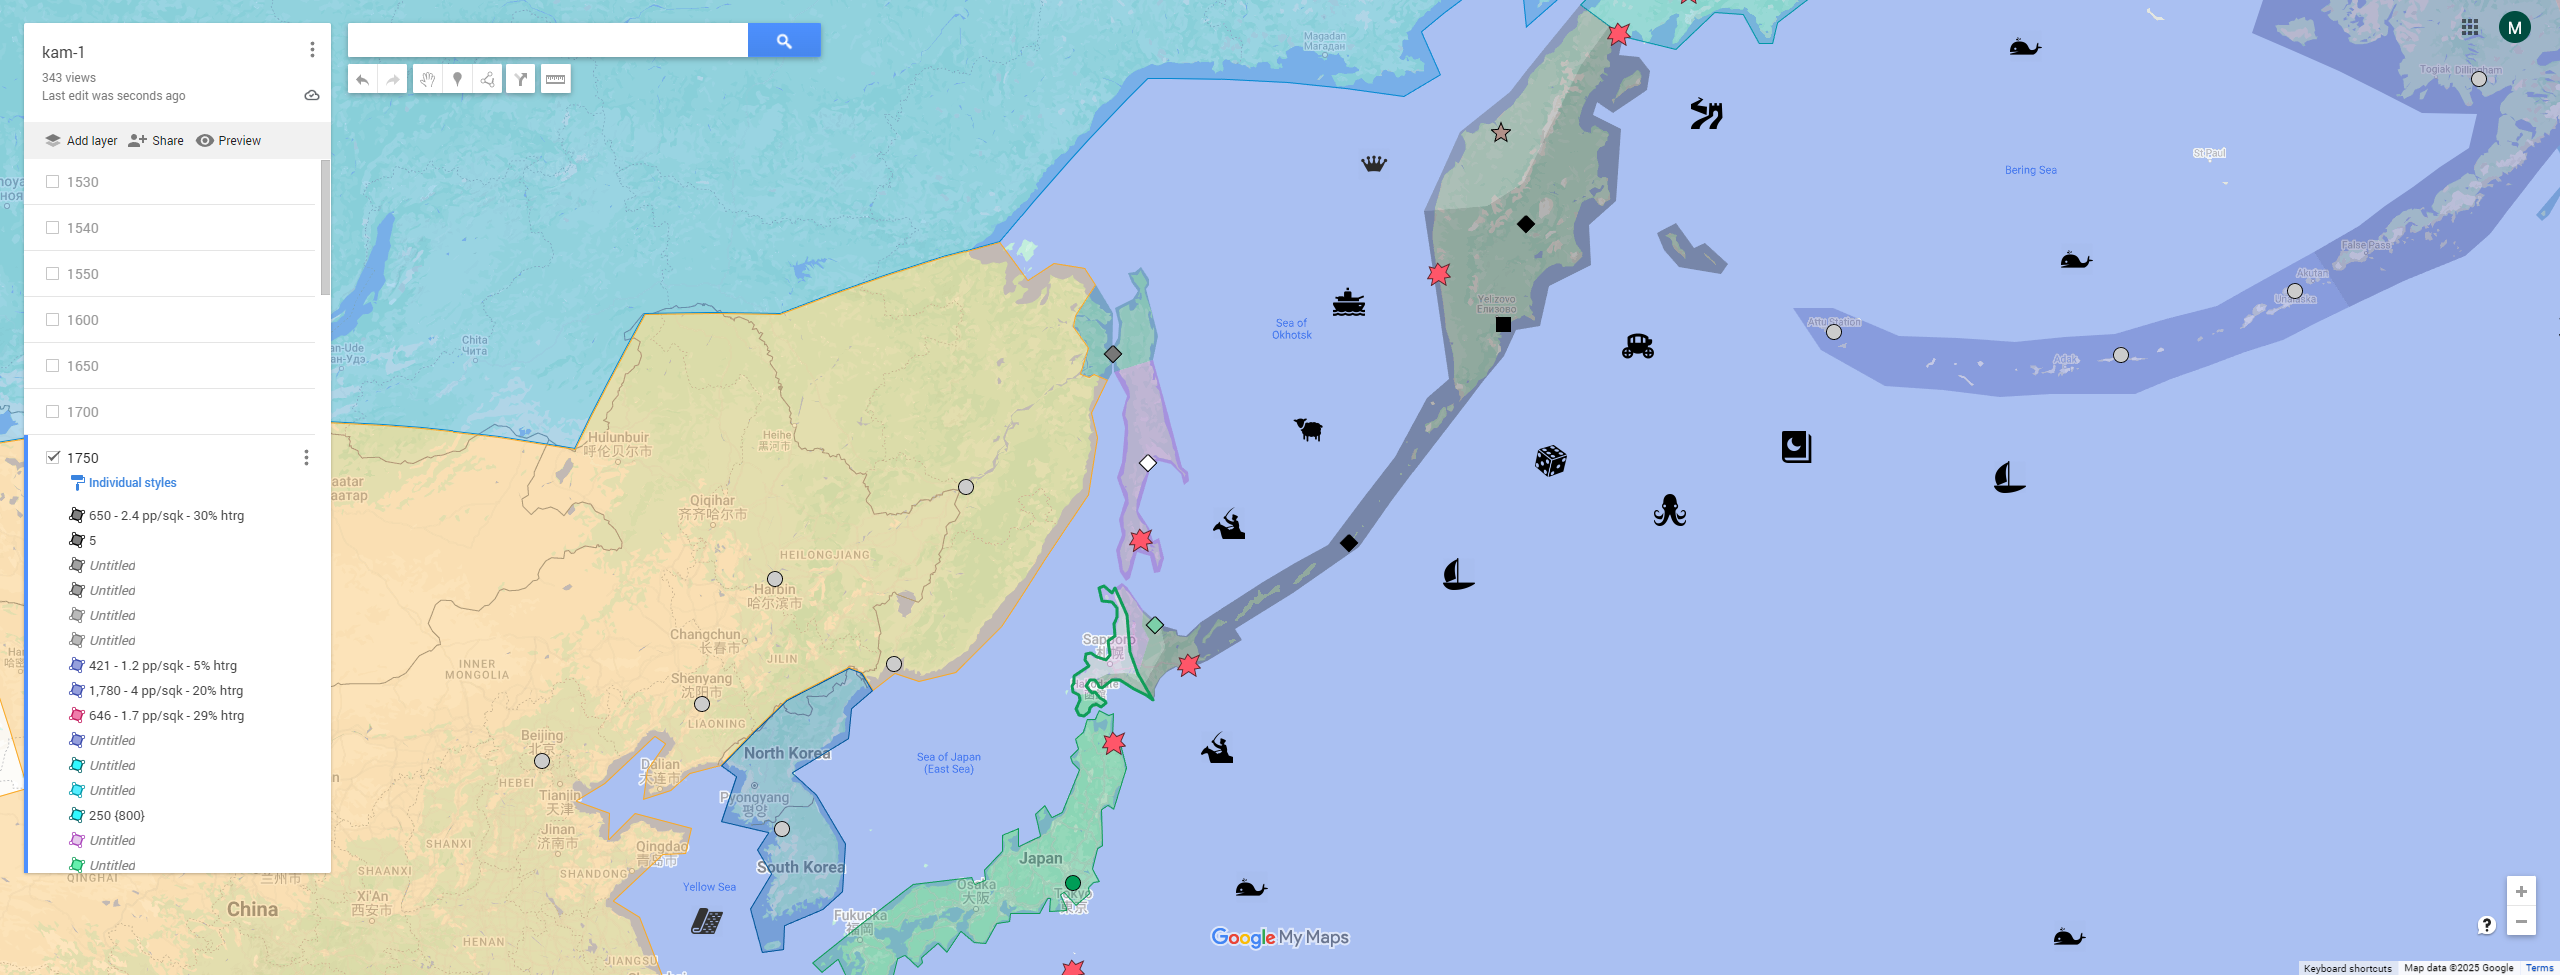 kam-1
343 views
Last edit was seconds ago
Add layer
Share
Preview
1530
1540
1550
1600
1650
1700
1750
Individual styles
650 - 2.4 pp/sqk - 30% htrg
5
Untitled
Untitled
Untitled
Untitled
421 - 1.2 pp/sqk - 5% htrg
1,780 - 4 pp/sqk - 20% htrg
646 - 1.7 pp/sqk - 29% htrg
Untitled
Untitled
Untitled
250 {800}
Untitled
Untitled
M
Magadan
Магадан
Togiak
Dillingham
St Paul
Bering Sea
False Pass
Akutan
Unalaska
Attu Station
Adak
Yelizovo
Елизово
Sea of
Okhotsk
Chita
Чита
an-Ude
ан-Удэ
Hulunbuir
呼伦贝尔市
Heihe
黑河市
Qiqihar
齐齐哈尔市
HEILONGJIANG
Harbin
哈尔滨市
Changchun
长春市
JILIN
INNER
MONGOLIA
Shenyang
沈阳市
LIAONING
Sapporo
札幌
Hakodate
Beijing
北京
HEBEI
Tianjin
天津
Dalian
大连市
North Korea
Pyongyang
평양
Sea of Japan
(East Sea)
Jinan
济南市
SHANXI
Qingdao
青岛市
South Korea
SHANDONG
SHAANXI
QINGHAI
兰州市
Yellow Sea
Japan
Osaka
大阪
Tokyo
東京
Fukuoka
福岡
China
Xi'An
西安市
HENAN
JIANGSU
Google My Maps
Keyboard shortcuts
Map data ©2025 Google
Terms